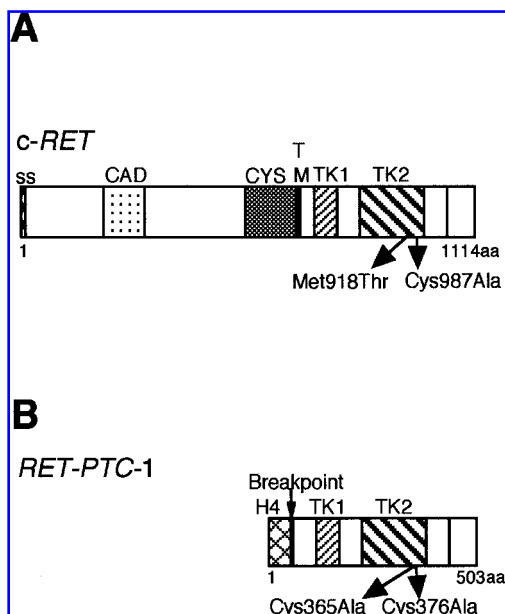 A
c-RET
T
ss CAD CYS M TK1 TK2
1 1114aa
Met918Thr Cys987Ala
B
RET-PTC-1
Breakpoint
H4 TK1 TK2
1 503aa
Cys365Ala Cys376Ala